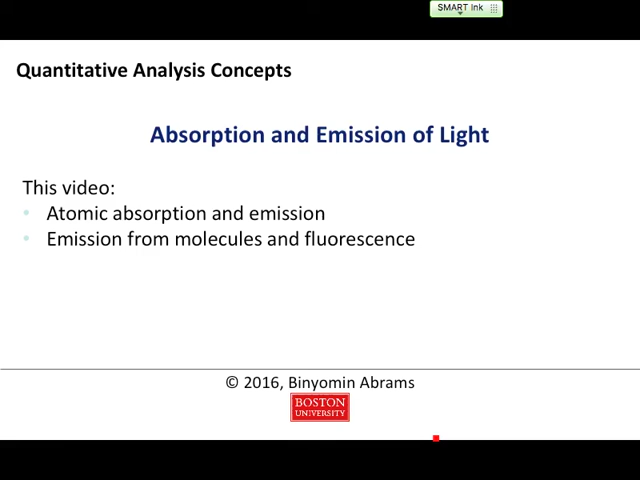 SMART Ink
Quantitative Analysis Concepts
Absorption and Emission of Light
This video:
• Atomic absorption and emission
• Emission from molecules and fluorescence
© 2016, Binyomin Abrams
BOSTON
UNIVERSITY